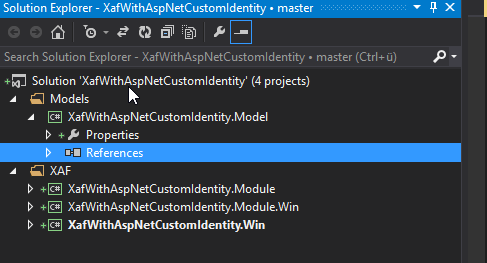 Solution Explorer - XafWithAspNetCustomIdentity • master
Search Solution Explorer - XafWithAspNetCustomIdentity • master (Ctrl+ü)
Solution 'XafWithAspNetCustomIdentity' (4 projects)
Models
C# XafWithAspNetCustomIdentity.Model
Properties
References
XAF
C# XafWithAspNetCustomIdentity.Module
C# XafWithAspNetCustomIdentity.Module.Win
C# XafWithAspNetCustomIdentity.Win